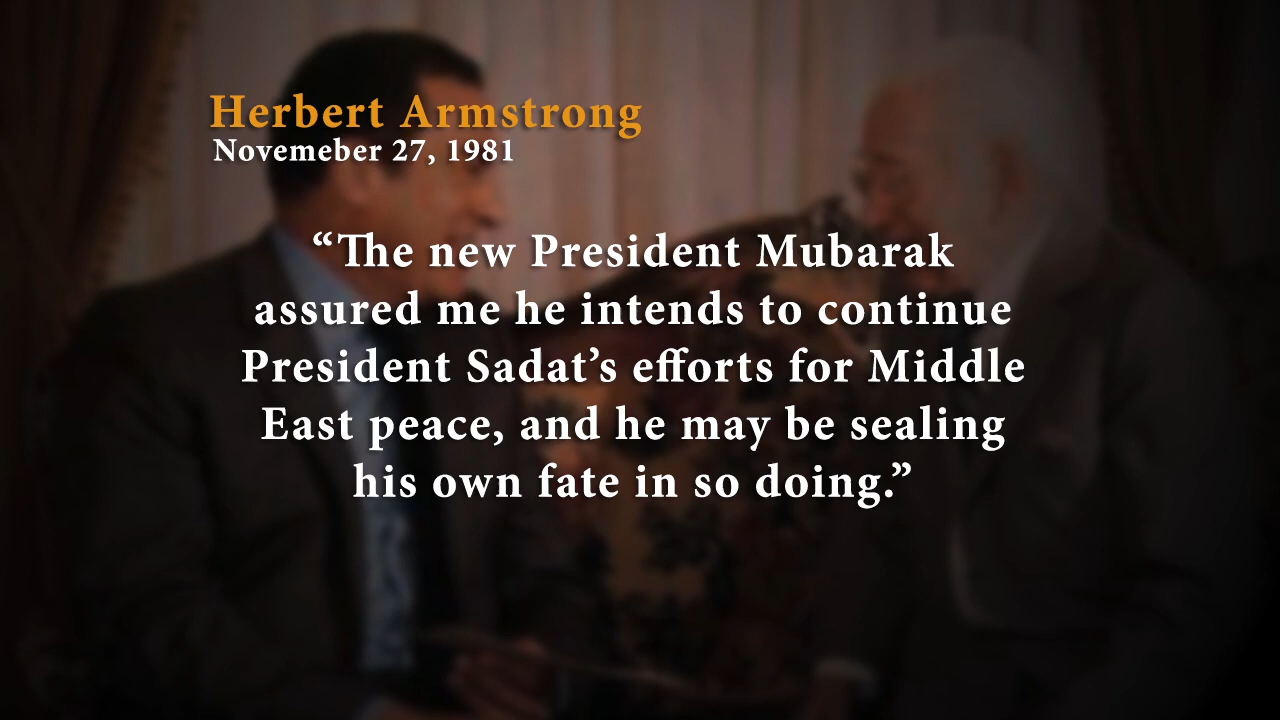 Herbert Armstrong
Novemeber 27, 1981
“The new President Mubarak
assured me he intends to continue
President Sadat’s efforts for Middle
East peace, and he may be sealing
his own fate in so doing.”